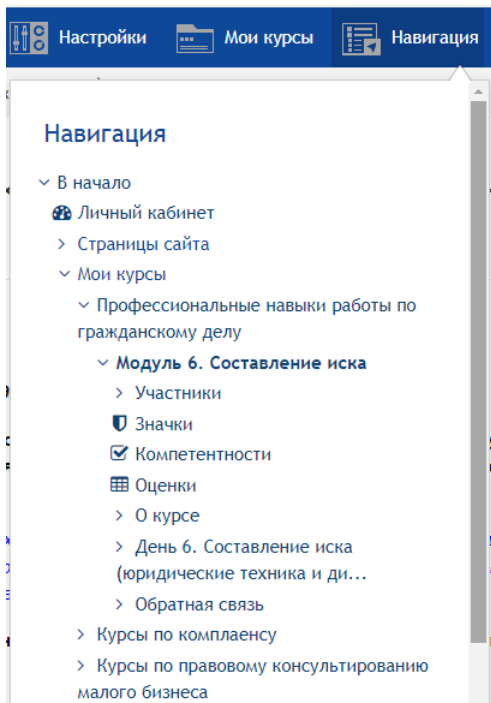 Настройки Мои курсы Навигация
Навигация
В начало
Личный кабинет
Страницы сайта
Мои курсы
Профессиональные навыки работы по
гражданскому делу
Модуль 6. Составление иска
Участники
Значки
Компетентности
Оценки
О курсе
День 6. Составление иска
(юридические техника и ди...
Обратная связь
Курсы по комплаенсу
Курсы по правовому консультированию
малого бизнеса